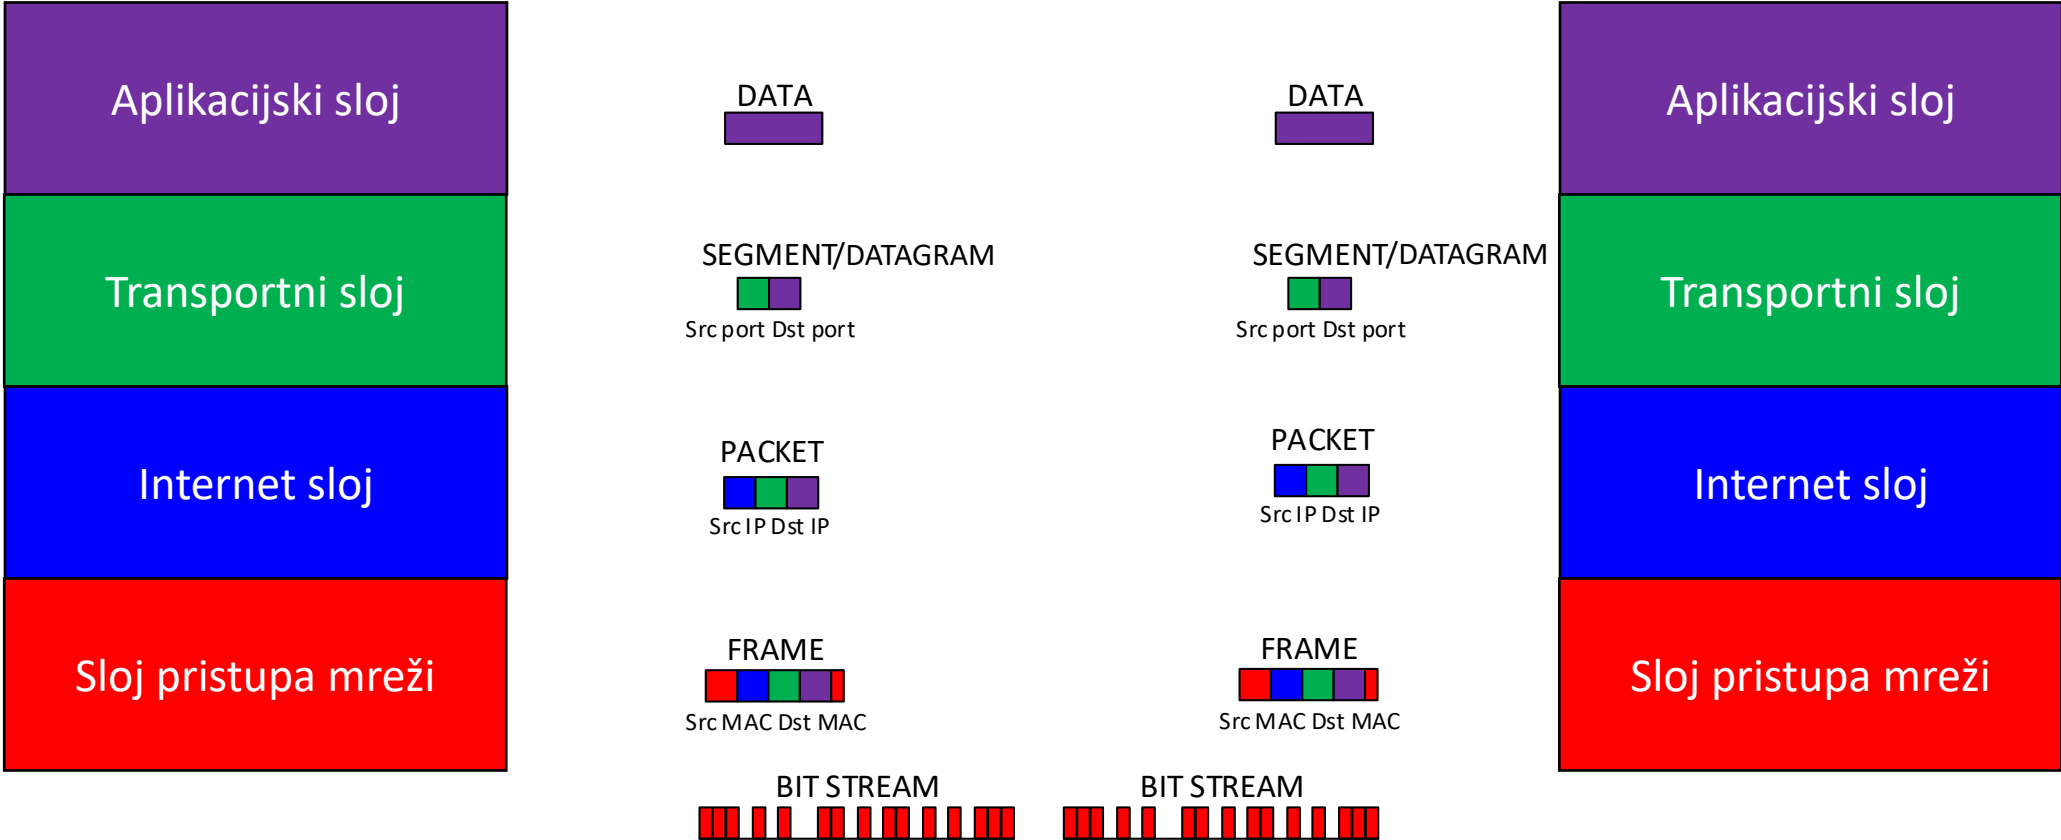 Aplikacijski sloj
DATA
DATA
Aplikacijski sloj
Transportni sloj
SEGMENT/DATAGRAM
Src port Dst port
SEGMENT/DATAGRAM
Src port Dst port
Transportni sloj
Internet sloj
PACKET
Src IP Dst IP
PACKET
Src IP Dst IP
Internet sloj
Sloj pristupa mreži
FRAME
Src MAC Dst MAC
FRAME
Src MAC Dst MAC
Sloj pristupa mreži
BIT STREAM
BIT STREAM